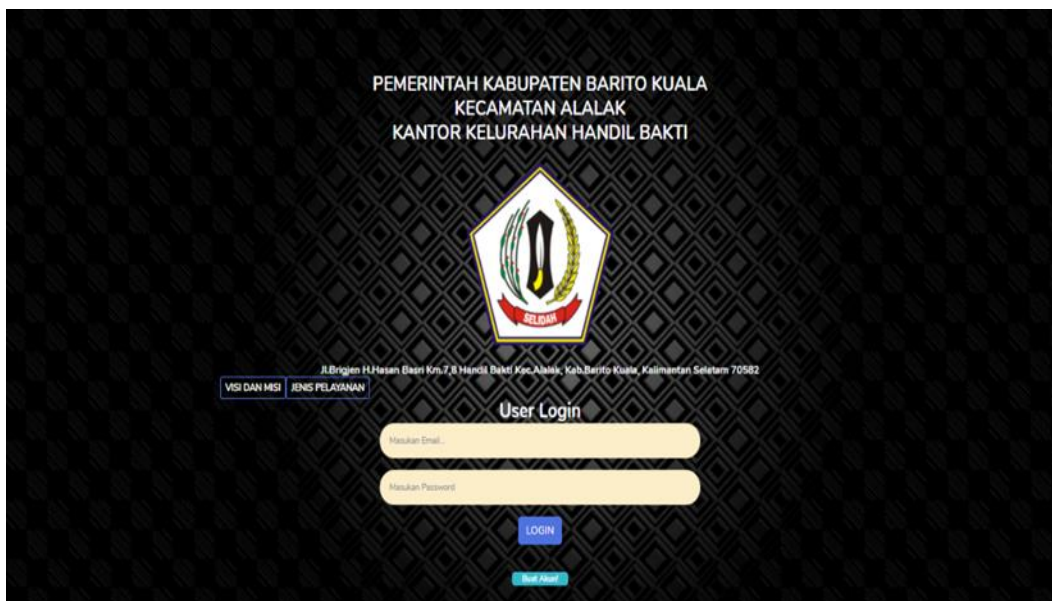 PEMERINTAH KABUPATEN BARITO KUALA
KECAMATAN ALALAK
KANTOR KELURAHAN HANDIL BAKTI
SELIDAH
Jl.Brigjen H.Hasan Basri Km.7,8 Handil Bakti Kec.Alalak, Kab.Barito Kuala, Kalimantan Selatam 70582
VISI DAN MISI JENIS PELAYANAN
User Login
Masukan Email...
Masukan Password
LOGIN
Buat Akun!